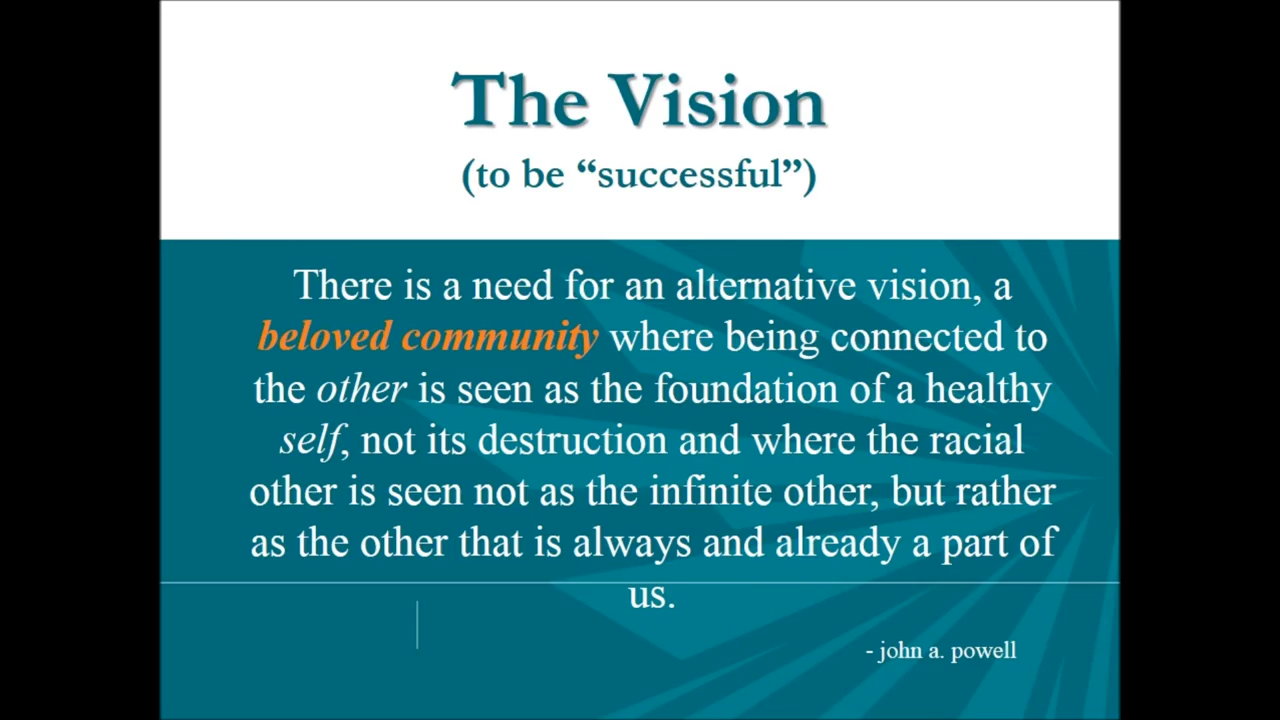 The Vision
(to be “successful”)
There is a need for an alternative vision, a
beloved community where being connected to
the other is seen as the foundation of a healthy
self, not its destruction and where the racial
other is seen not as the infinite other, but rather
as the other that is always and already a part of
us.
- john a. powell